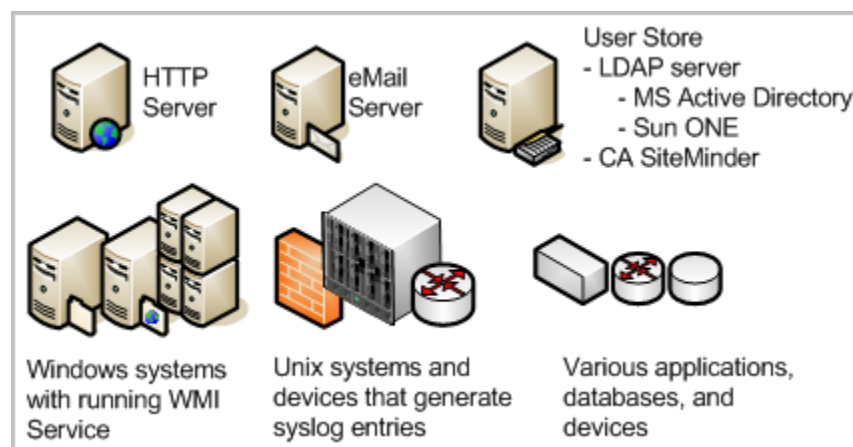 HTTP
Server
eMail
Server
User Store
- LDAP server
- MS Active Directory
- Sun ONE
- CA SiteMinder
Windows systems
with running WMI
Service
Unix systems and
devices that generate
syslog entries
Various applications,
databases, and
devices